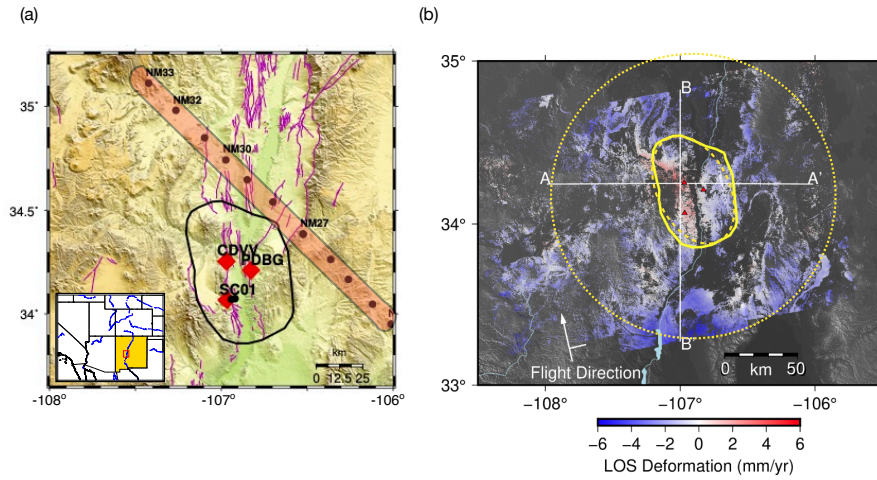 (a)
NM33
NM32
NM30
NM27
CDVV
PDBG
SC01
N
km
0 12.5 25
35˚
34.5˚
34˚
-108˚
-107˚
-106˚
(b)
35°
34°
33°
B
A
A'
B'
Flight Direction
0 km 50
−108°
−107°
−106°
−6 −4 −2 0 2 4 6
LOS Deformation (mm/yr)